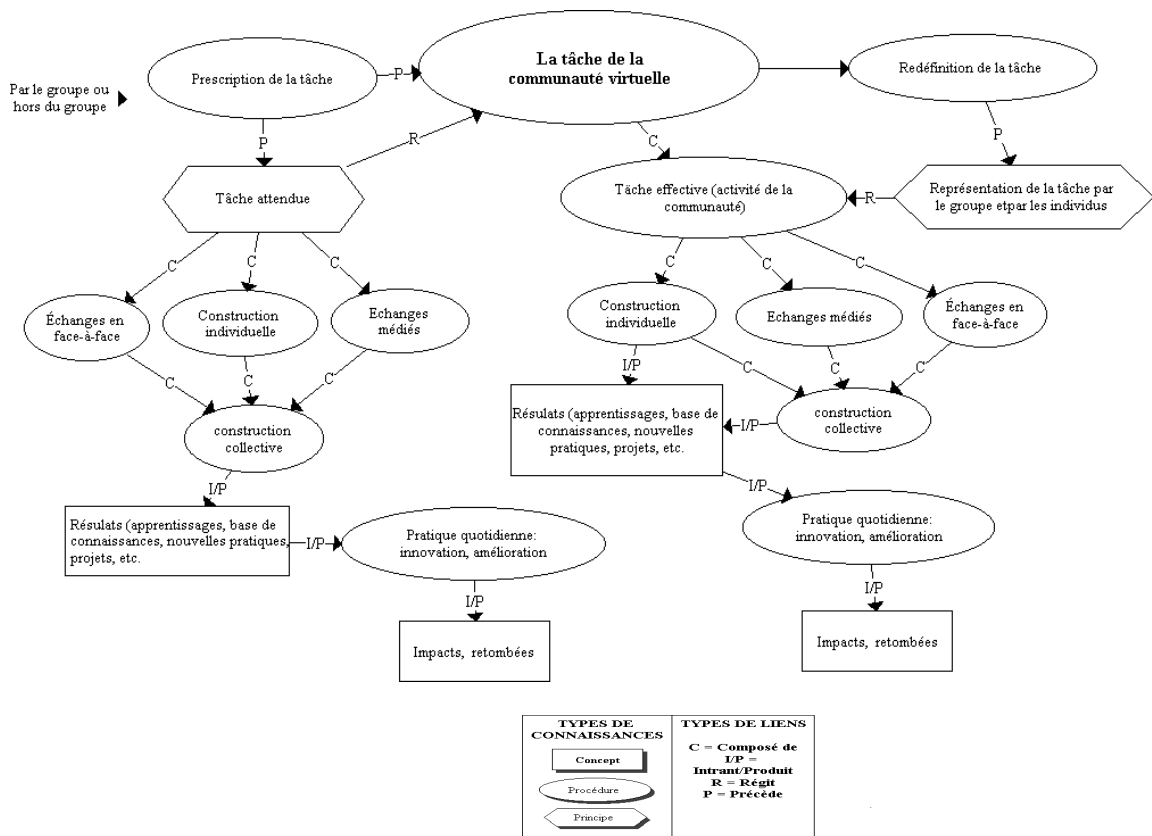 La tâche de la
communauté virtuelle
Prescription de la tâche
P
Redéfinition de la tâche
Par le groupe ou
hors du groupe
P
R
C
P
Tâche attendue
Tâche effective (activité de la
communauté)
R
Représentation de la tâche par
le groupe etpar les individus
C
C
C
C
C
C
Échanges en
face-à-face
Construction
individuelle
Echanges
médiés
Construction
individuelle
Echanges médiés
Échanges en
face-à-face
C
C
C
I/P
C
C
C
construction
collective
Résulats (apprentissages, base de
connaissances, nouvelles
pratiques, projets, etc.
I/P
construction
collective
I/P
I/P
Résulats (apprentissages, base de
connaissances, nouvelles pratiques,
projets, etc.
I/P
Pratique quotidienne:
innovation, amélioration
Pratique quotidienne:
innovation, amélioration
I/P
I/P
Impacts, retombées
Impacts, retombées
TYPES DE
CONNAISSANCES
Concept
Procédure
Principe
TYPES DE LIENS
C = Composé de
I/P =
Intrant/Produit
R = Régit
P = Précède